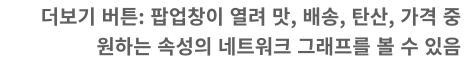 더보기 버튼: 팝업창이 열려 맛, 배송, 탄산, 가격 중
원하는 속성의 네트워크 그래프를 볼 수 있음